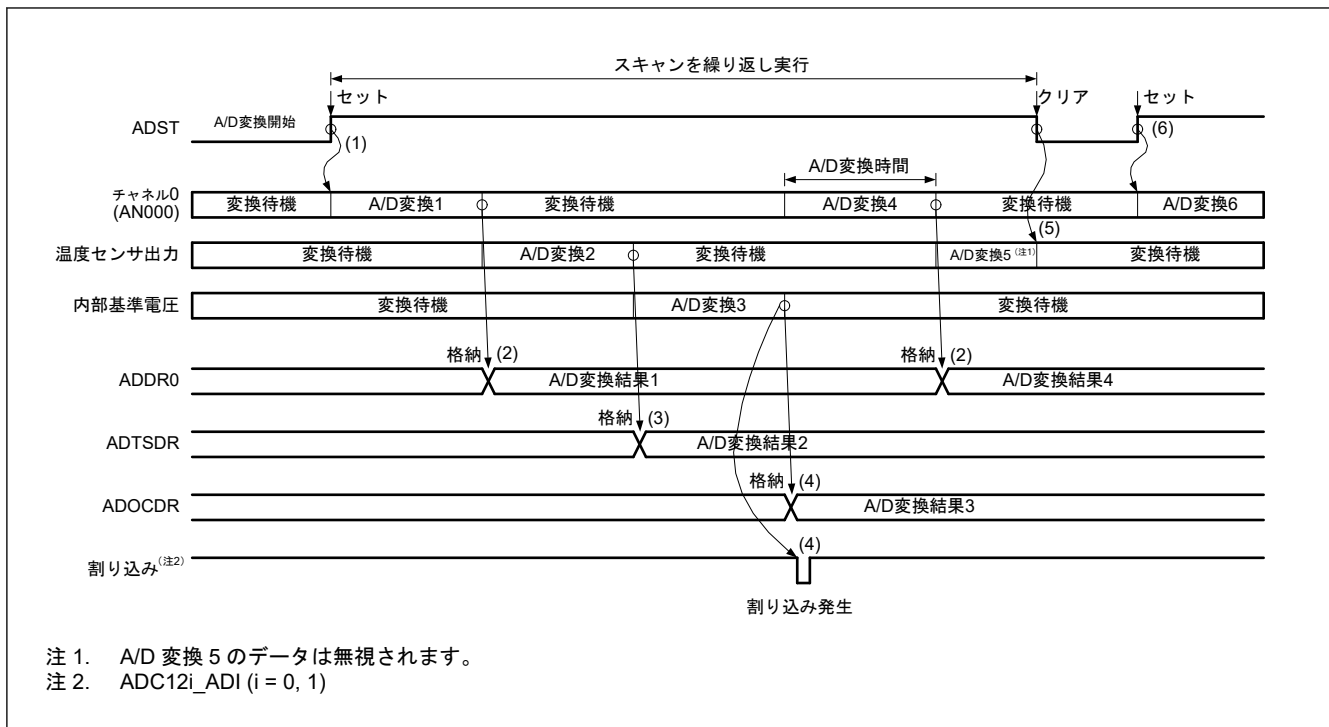 スキャンを繰り返し実行
セット
クリア
セット
ADST
A/D変換開始
(1)
(6)
A/D変換時間
チャネル0
(AN000)
変換待機
A/D変換1
変換待機
A/D変換4
変換待機
A/D変換6
(5)
温度センサ出力
変換待機
A/D変換2
変換待機
A/D変換5(注1)
変換待機
内部基準電圧
変換待機
A/D変換3
変換待機
格納 (2)
格納 (2)
ADDR0
A/D変換結果1
A/D変換結果4
格納 (3)
ADTSDR
A/D変換結果2
格納 (4)
ADOCDR
A/D変換結果3
(4)
割り込み(注2)
割り込み発生
注 1. A/D 変換 5 のデータは無視されます。
注 2. ADC12i_ADI (i = 0, 1)